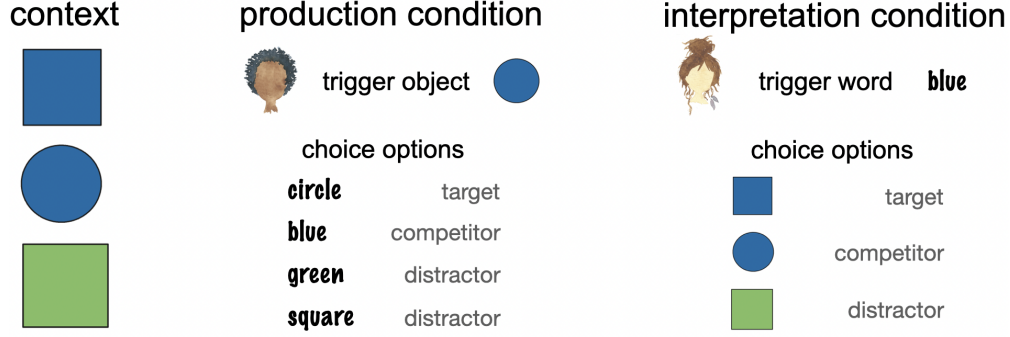 context
production condition
trigger object
choice options
circle target
blue competitor
green distractor
square distractor
interpretation condition
trigger word blue
choice options
target
competitor
distractor